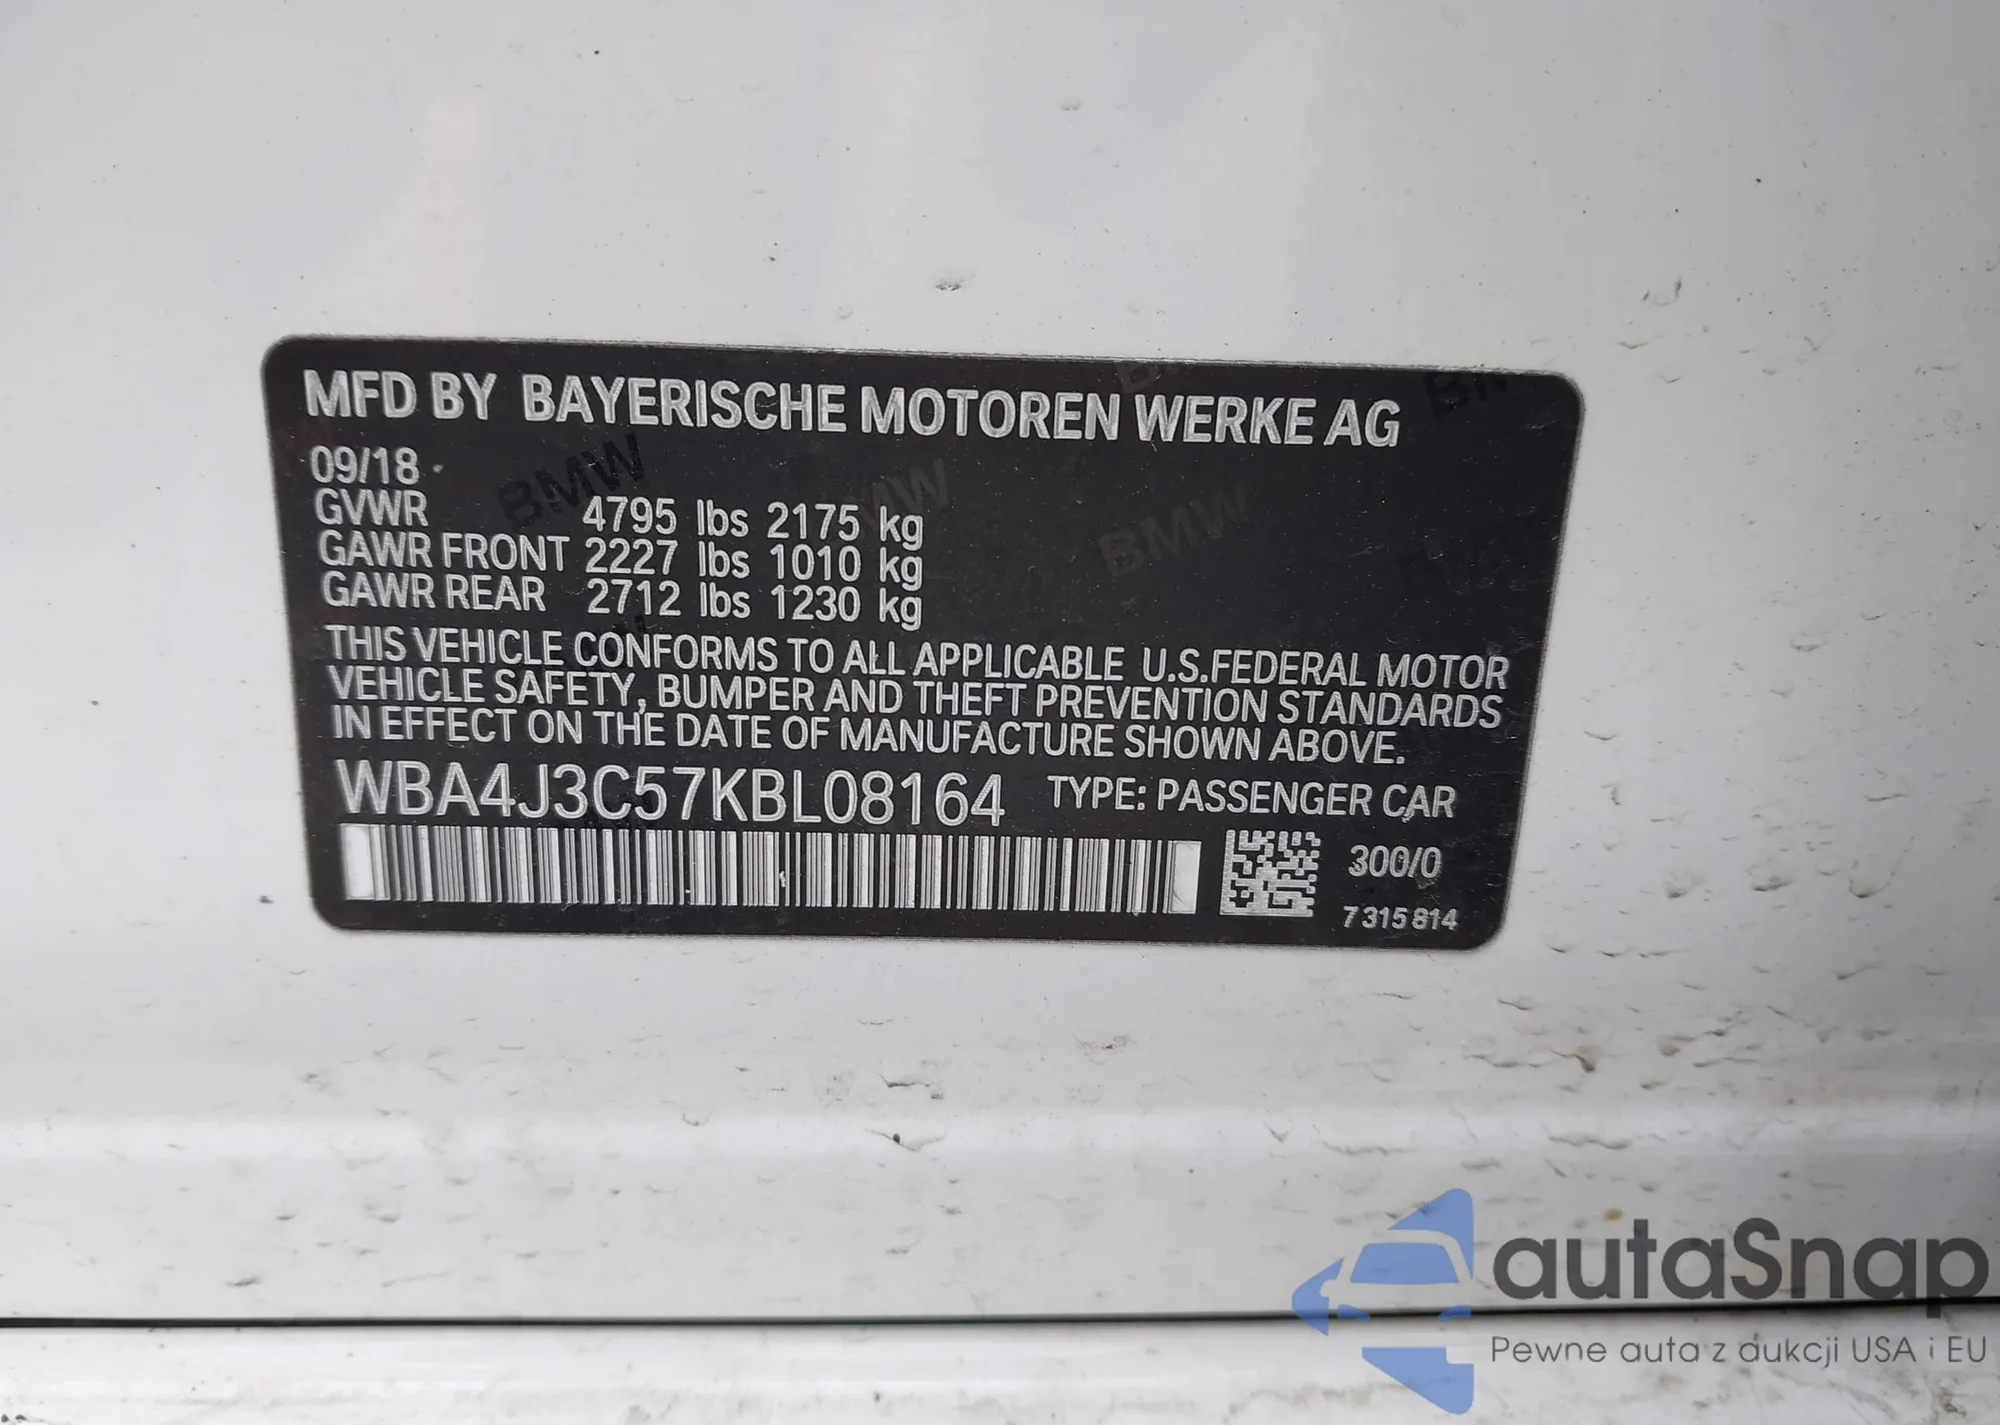 MFD BY BAYERISCHE MOTOREN WERKE AG
09/18
GVWR 4795 lbs 2175 kg
GAWR FRONT 2227 lbs 1010 kg
GAWR REAR 2712 lbs 1230 kg
THIS VEHICLE CONFORMS TO ALL APPLICABLE U.S.FEDERAL MOTOR
VEHICLE SAFETY, BUMPER AND THEFT PREVENTION STANDARDS
IN EFFECT ON THE DATE OF MANUFACTURE SHOWN ABOVE.
WBA4J3C57KBL08164 TYPE: PASSENGER CAR
300/0
7 315 814
autaSnap
Pewne auta z aukcji USA i EU